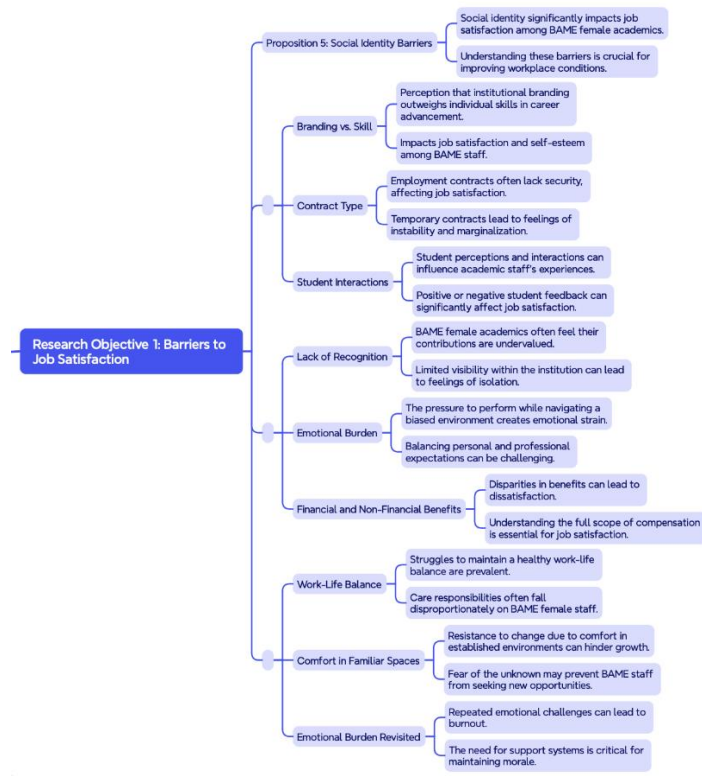 Social identity significantly impacts job
satisfaction among BAME female academics.
Proposition 5: Social Identity Barriers
Understanding these barriers is crucial for
improving workplace conditions.
Perception that institutional branding
outweighs individual skills in career
advancement.
Branding vs. Skill
Impacts job satisfaction and self-esteem
among BAME staff.
Employment contracts often lack security,
affecting job satisfaction.
Contract Type
Temporary contracts lead to feelings of
instability and marginalization.
Student perceptions and interactions can
influence academic staff's experiences.
Student Interactions
Positive or negative student feedback can
significantly affect job satisfaction.
Research Objective 1: Barriers to
Job Satisfaction
BAME female academics often feel their
contributions are undervalued.
Lack of Recognition
Limited visibility within the institution can lead
to feelings of isolation.
The pressure to perform while navigating a
biased environment creates emotional strain.
Emotional Burden
Balancing personal and professional
expectations can be challenging.
Disparities in benefits can lead to
dissatisfaction.
Financial and Non-Financial Benefits
Understanding the full scope of compensation
is essential for job satisfaction.
Struggles to maintain a healthy work-life
balance are prevalent.
Work-Life Balance
Care responsibilities often fall
disproportionately on BAME female staff.
Resistance to change due to comfort in
established environments can hinder growth.
Comfort in Familiar Spaces
Fear of the unknown may prevent BAME staff
from seeking new opportunities.
Repeated emotional challenges can lead to
burnout.
Emotional Burden Revisited
The need for support systems is critical for
maintaining morale.